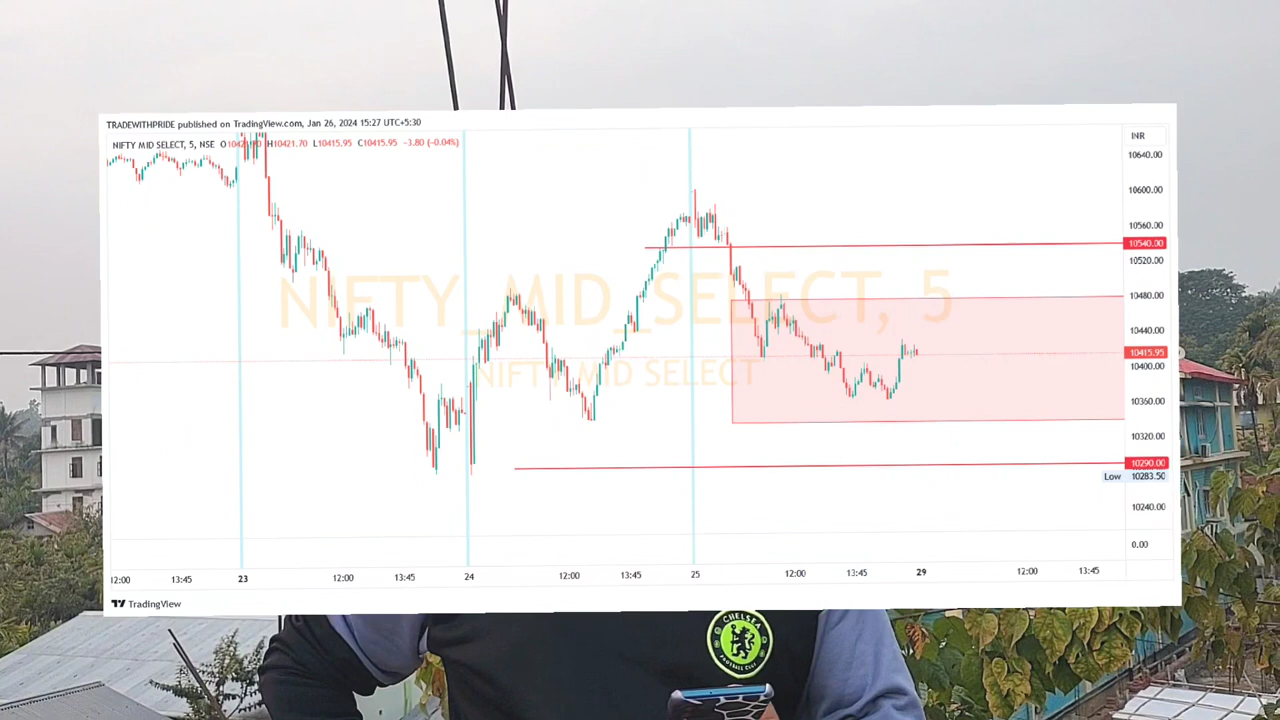 TRADEWITHPRIDE published on TradingView.com, Jan 26, 2024 15:27 UTC+5:30
NIFTY MID SELECT, 5, NSE H10421.70 L10415.95 C10415.95 -3.80 (-0.04%)
INR
10640.00
10600.00
10560.00
10540.00
10520.00
NIFTY_MID_SELECT, 5
10480.00
10440.00
10415.95
NIFTY MID SELECT
10400.00
10360.00
10320.00
10290.00
Low 10283.50
10240.00
0.00
12:00 13:45 23 12:00 13:45 24 12:00 13:45 25 12:00 13:45 29 12:00 13:45
TradingView
CHELSEA
FOOTBALL CLUB